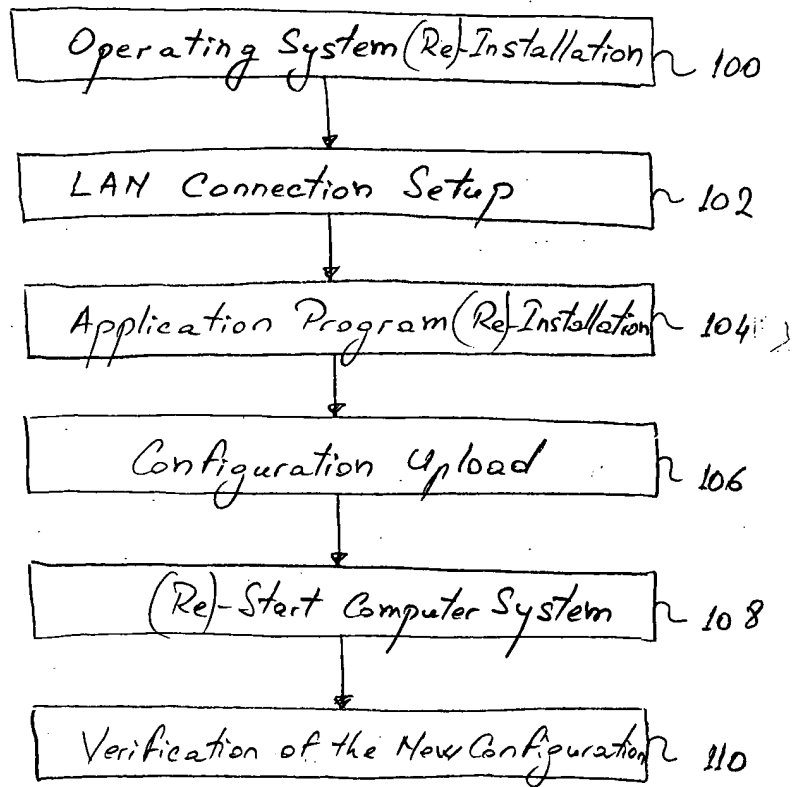 Operating System (Re)-Installation 100
LAN Connection Setup 102
Application Program (Re)-Installation 104
Configuration Upload 106
(Re)-Start Computer System 108
Verification of the New Configuration 110